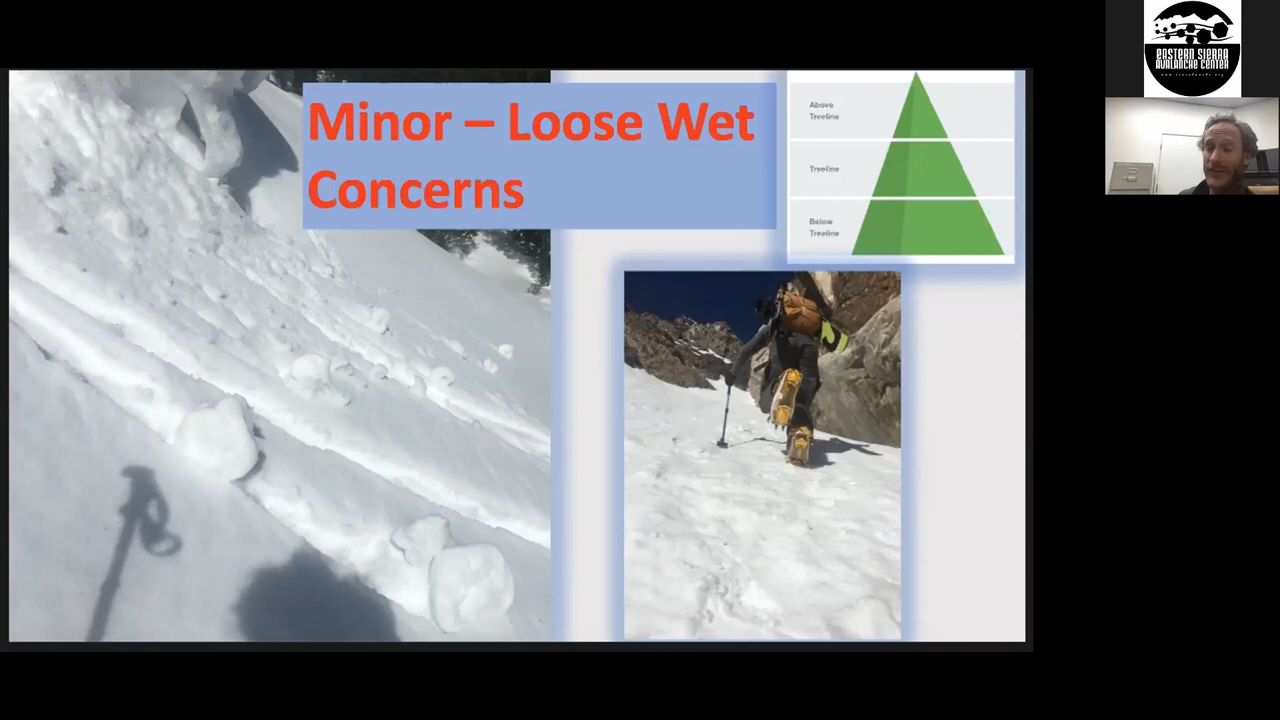 EASTERN SIERRA
AVALANCHE CENTER
Minor – Loose Wet
Concerns
Above
Treeline
Treeline
Below
Treeline